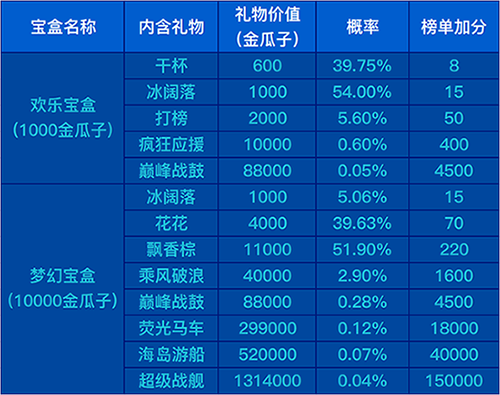 宝盒名称 内含礼物 礼物价值 概率 榜单加分
(金瓜子)
欢乐宝盒
(1000金瓜子)
干杯 600 39.75% 8
冰阔落 1000 54.00% 15
打榜 2000 5.60% 50
疯狂应援 10000 0.60% 400
巅峰战鼓 88000 0.05% 4500
梦幻宝盒
(10000金瓜子)
冰阔落 1000 5.06% 15
花花 4000 39.63% 70
飘香棕 11000 51.90% 220
乘风破浪 40000 2.90% 1600
巅峰战鼓 88000 0.28% 4500
荧光马车 299000 0.12% 18000
海岛游船 520000 0.07% 40000
超级战舰 1314000 0.04% 150000